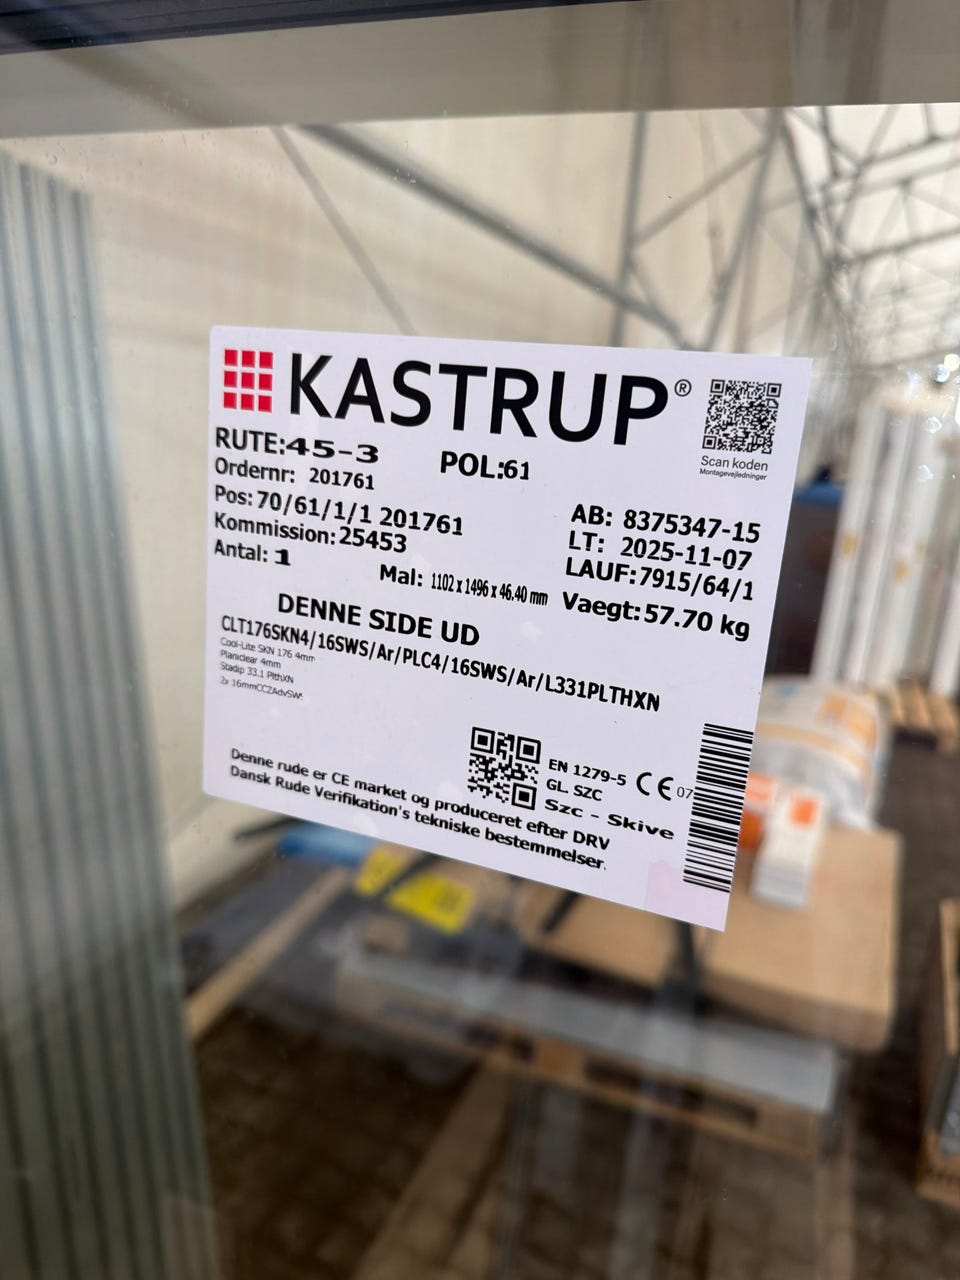 KASTRUP®
Scan koden
Montagevejledninger
RUTE:45-3
POL:61
Ordernr: 201761
Pos: 70/61/1/1 201761
Kommission: 25453
Antal: 1
AB: 8375347-15
LT: 2025-11-07
LAUF: 7915/64/1
Mal: 1102 x 1496 x 46.40 mm
Vaegt: 57.70 kg
DENNE SIDE UD
CLT176SKN4/16SWS/Ar/PLC4/16SWS/Ar/L331PLTHXN
Cool-Lite SKN 176 4mm
Planiclear 4mm
Stadip 33.1 PlthXN
2x 16mmCCZAdvSW
EN 1279-5
GL. SZC
CE 07
Szc - Skive
Denne rude er CE market og produceret efter DRV
Dansk Rude Verifikation's tekniske bestemmelser.